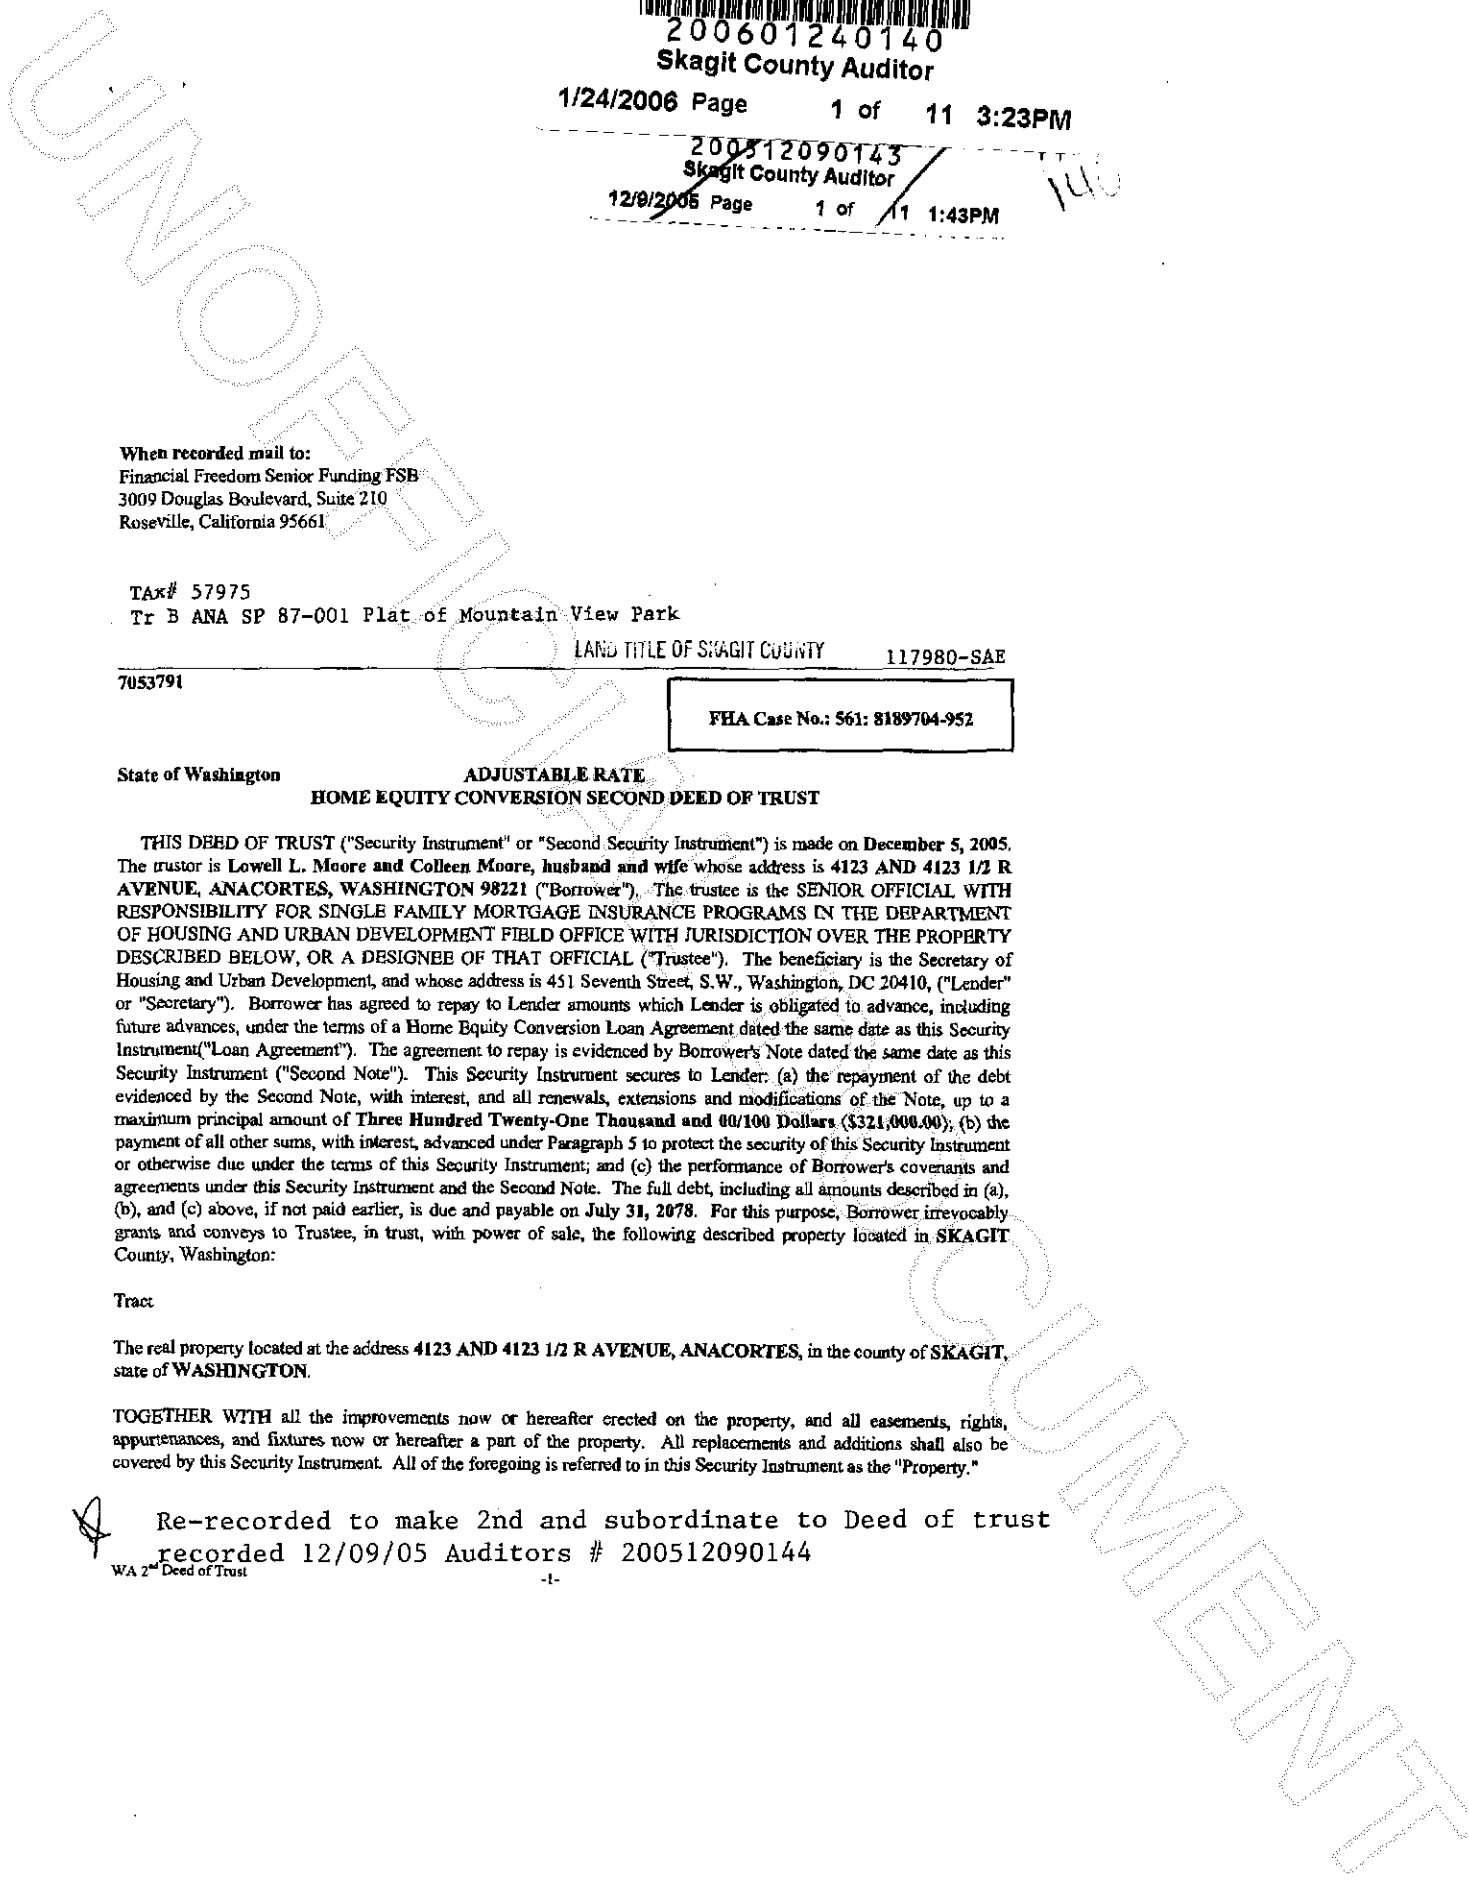 200601240140
Skagit County Auditor
1/24/2006 Page 1 of 11 3:23PM
200512090143
Skagit County Auditor
12/9/2005 Page 1 of 11 1:43PM
UNOFFICIAL DOCUMENT
When recorded mail to:
Financial Freedom Senior Funding FSB
3009 Douglas Boulevard, Suite 210
Roseville, California 95661
TAx# 57975
Tr B ANA SP 87-001 Plat of Mountain View Park
LAND TITLE OF SKAGIT COUNTY 117980-SAE
7053791
FHA Case No.: 561: 8189704-952
State of Washington ADJUSTABLE RATE
HOME EQUITY CONVERSION SECOND DEED OF TRUST
THIS DEED OF TRUST ("Security Instrument" or "Second Security Instrument") is made on December 5, 2005.
The trustor is Lowell L. Moore and Colleen Moore, husband and wife whose address is 4123 AND 4123 1/2 R
AVENUE, ANACORTES, WASHINGTON 98221 ("Borrower"). The trustee is the SENIOR OFFICIAL WITH
RESPONSIBILITY FOR SINGLE FAMILY MORTGAGE INSURANCE PROGRAMS IN THE DEPARTMENT
OF HOUSING AND URBAN DEVELOPMENT FIELD OFFICE WITH JURISDICTION OVER THE PROPERTY
DESCRIBED BELOW, OR A DESIGNEE OF THAT OFFICIAL ("Trustee"). The beneficiary is the Secretary of
Housing and Urban Development, and whose address is 451 Seventh Street, S.W., Washington, DC 20410, ("Lender"
or "Secretary"). Borrower has agreed to repay to Lender amounts which Lender is obligated to advance, including
future advances, under the terms of a Home Equity Conversion Loan Agreement dated the same date as this Security
Instrument("Loan Agreement"). The agreement to repay is evidenced by Borrower's Note dated the same date as this
Security Instrument ("Second Note"). This Security Instrument secures to Lender: (a) the repayment of the debt
evidenced by the Second Note, with interest, and all renewals, extensions and modifications of the Note, up to a
maximum principal amount of Three Hundred Twenty-One Thousand and 00/100 Dollars ($321,000.00); (b) the
payment of all other sums, with interest, advanced under Paragraph 5 to protect the security of this Security Instrument
or otherwise due under the terms of this Security Instrument; and (c) the performance of Borrower's covenants and
agreements under this Security Instrument and the Second Note. The full debt, including all amounts described in (a),
(b), and (c) above, if not paid earlier, is due and payable on July 31, 2078. For this purpose, Borrower irrevocably
grants and conveys to Trustee, in trust, with power of sale, the following described property located in SKAGIT
County, Washington:
Tract
The real property located at the address 4123 AND 4123 1/2 R AVENUE, ANACORTES, in the county of SKAGIT,
state of WASHINGTON.
TOGETHER WITH all the improvements now or hereafter erected on the property, and all easements, rights,
appurtenances, and fixtures now or hereafter a part of the property. All replacements and additions shall also be
covered by this Security Instrument. All of the foregoing is referred to in this Security Instrument as the "Property."
Re-recorded to make 2nd and subordinate to Deed of trust
recorded 12/09/05 Auditors # 200512090144
WA 2nd Deed of Trust
-1-